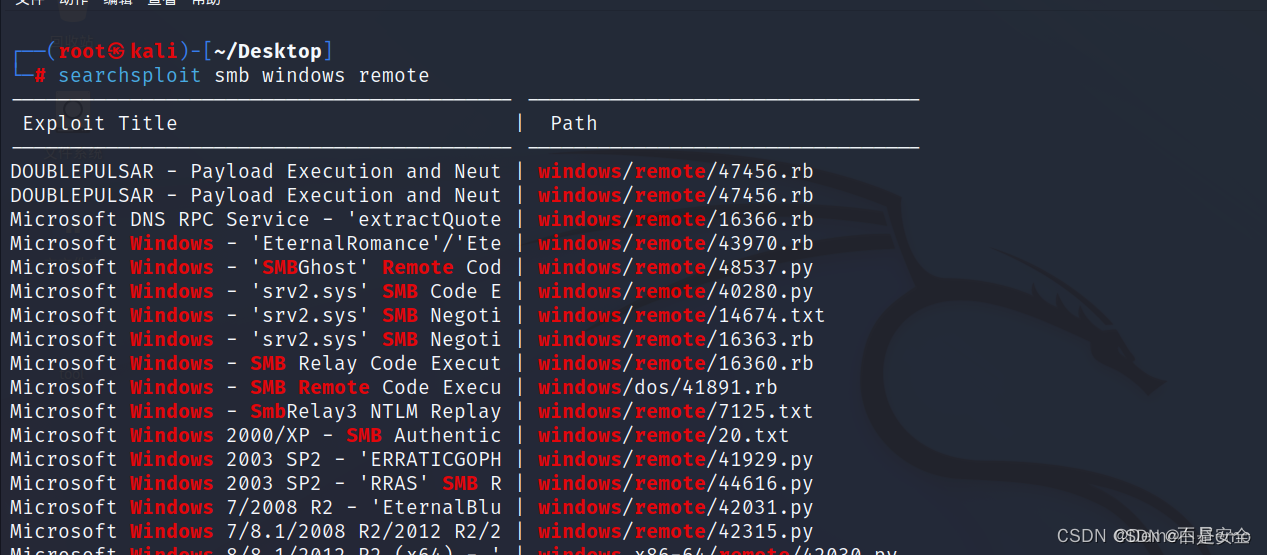 文件 动作 编辑 查看 帮助
┌──(root㉿kali)-[~/Desktop]
└─# searchsploit smb windows remote
Exploit Title | Path
DOUBLEPULSAR - Payload Execution and Neut | windows/remote/47456.rb
DOUBLEPULSAR - Payload Execution and Neut | windows/remote/47456.rb
Microsoft DNS RPC Service - 'extractQuote | windows/remote/16366.rb
Microsoft Windows - 'EternalRomance'/'Ete | windows/remote/43970.rb
Microsoft Windows - 'SMBGhost' Remote Cod | windows/remote/48537.py
Microsoft Windows - 'srv2.sys' SMB Code E | windows/remote/40280.py
Microsoft Windows - 'srv2.sys' SMB Negoti | windows/remote/14674.txt
Microsoft Windows - 'srv2.sys' SMB Negoti | windows/remote/16363.rb
Microsoft Windows - SMB Relay Code Execut | windows/remote/16360.rb
Microsoft Windows - SMB Remote Code Execu | windows/dos/41891.rb
Microsoft Windows - SmbRelay3 NTLM Replay | windows/remote/7125.txt
Microsoft Windows 2000/XP - SMB Authentic | windows/remote/20.txt
Microsoft Windows 2003 SP2 - 'ERRATICGOPH | windows/remote/41929.py
Microsoft Windows 2003 SP2 - 'RRAS' SMB R | windows/remote/44616.py
Microsoft Windows 7/2008 R2 - 'EternalBlu | windows/remote/42031.py
Microsoft Windows 7/8.1/2008 R2/2012 R2/2 | windows/remote/42315.py
Microsoft Windows 8/8.1/2012 R2 (x64) - ' | windows_x86-64/remote/42030.py
CSDN